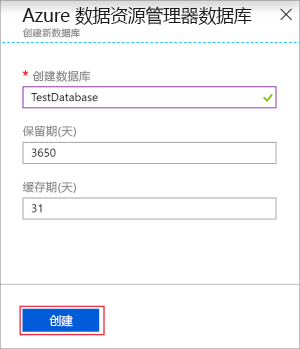 Azure 数据资源管理器数据库
创建新数据库
* 创建数据库
TestDatabase
保留期(天)
3650
缓存期(天)
31
创建